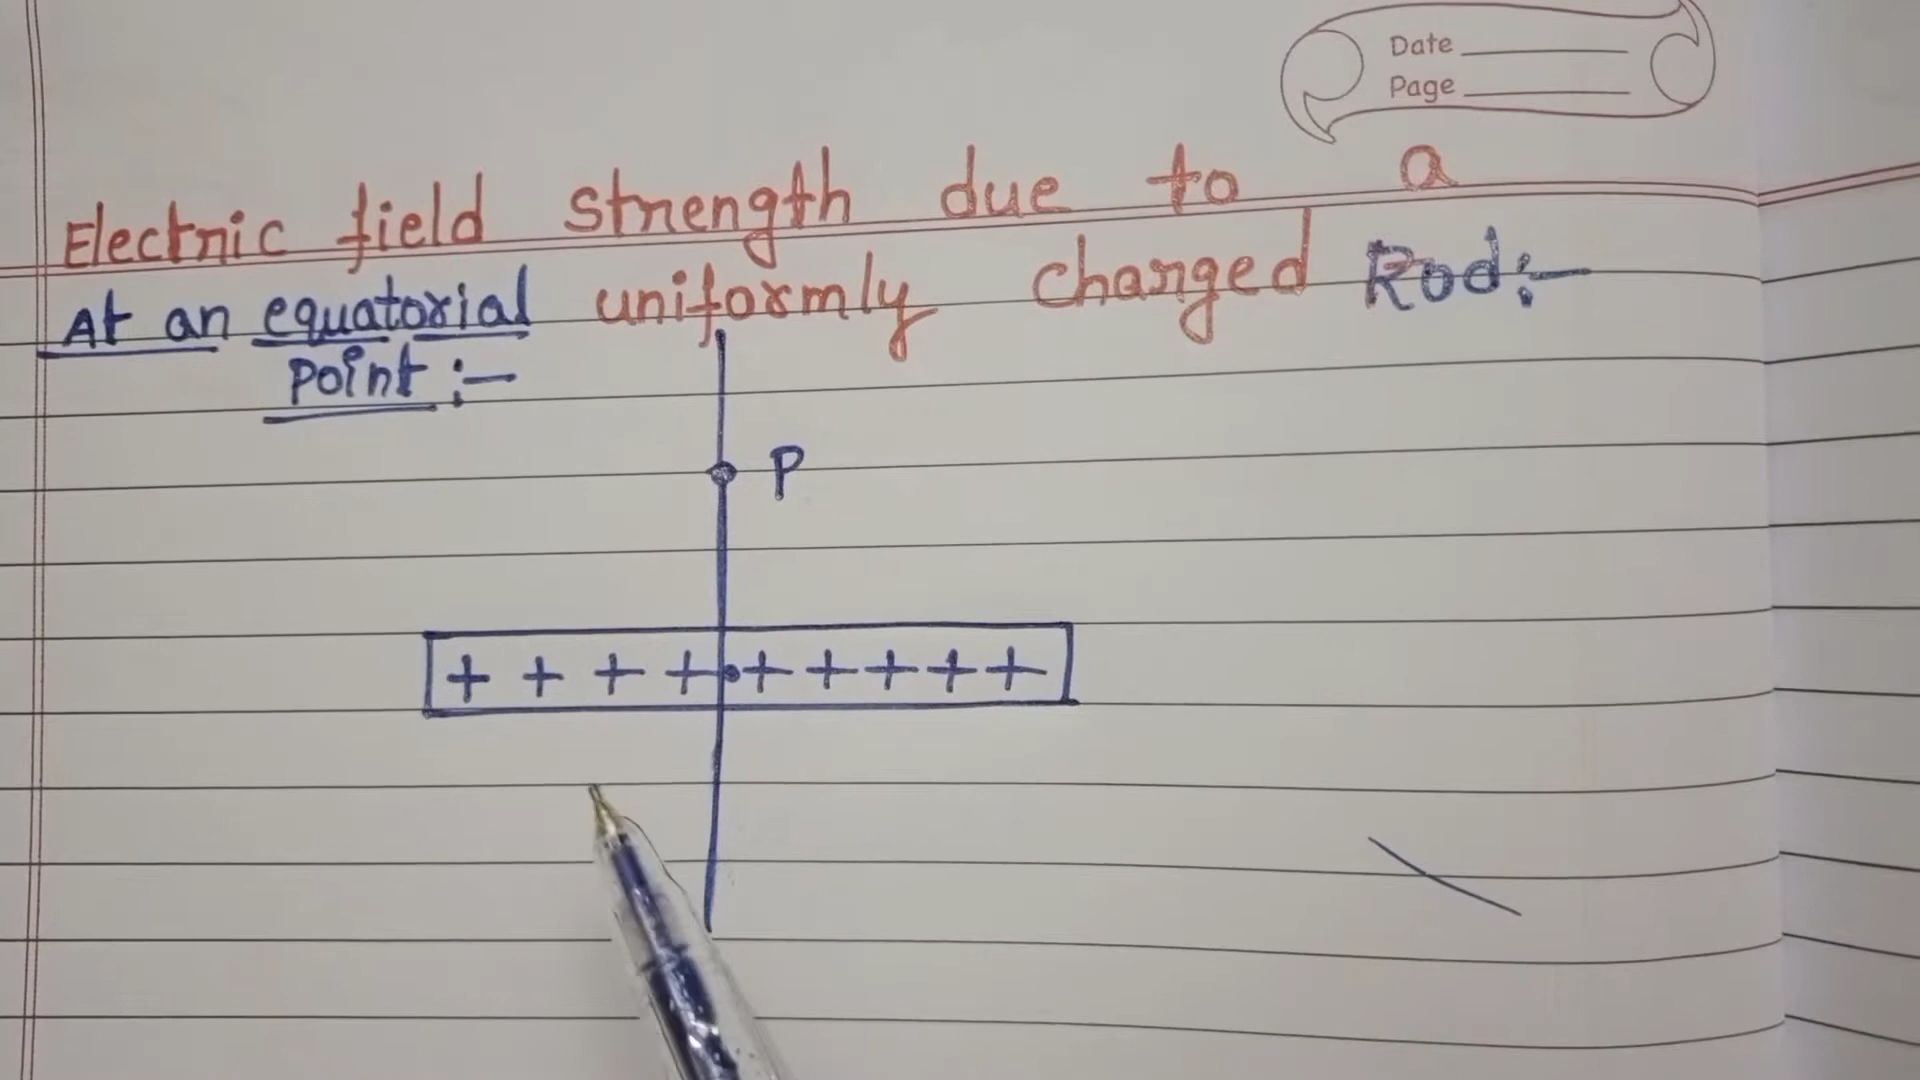 Date
Page
Electric field strength due to a
uniformly charged Rod:-
At an equatorial
point :-
P
+ + + + + + + + +